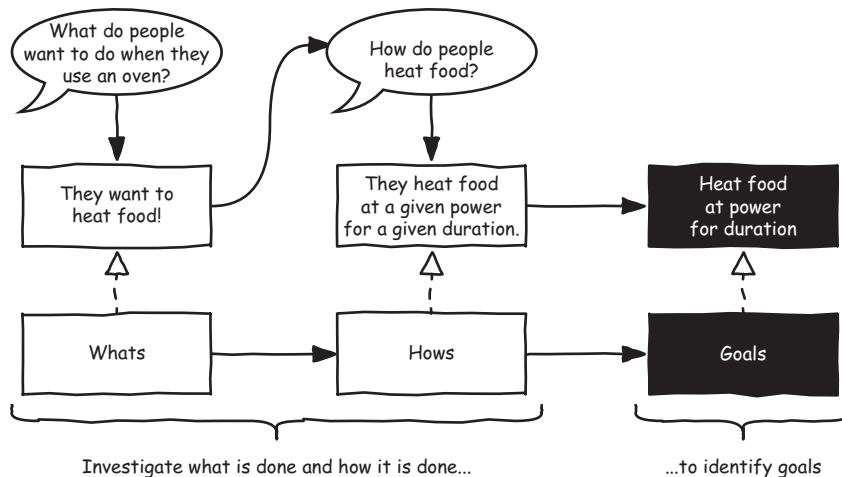 What do people
want to do when they
use an oven?
How do people
heat food?
They want to
heat food!
They heat food
at a given power
for a given duration.
Heat food
at power
for duration
Whats
Hows
Goals
Investigate what is done and how it is done...
...to identify goals